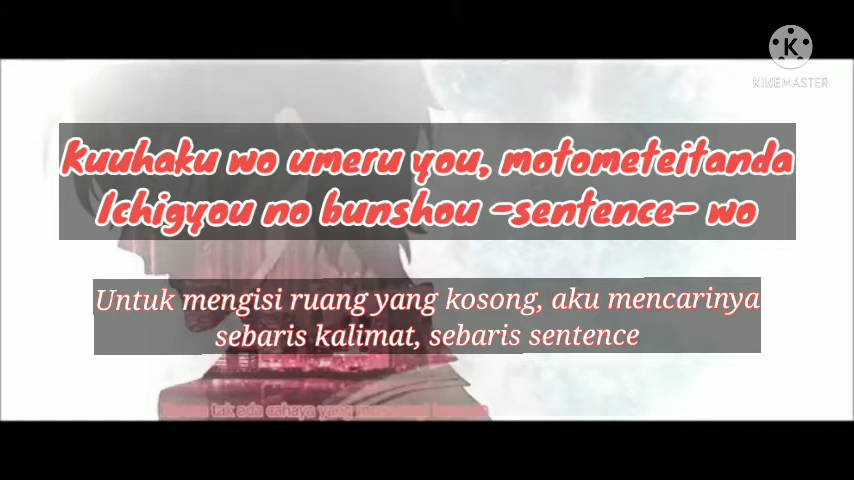 K
KINEMASTER
Kuuhaku wo umeru you, motometeitanda
Ichigyou no bunshou -sentence- wo
Untuk mengisi ruang yang kosong, aku mencarinya
sebaris kalimat, sebaris sentence
tak ada cahaya yang